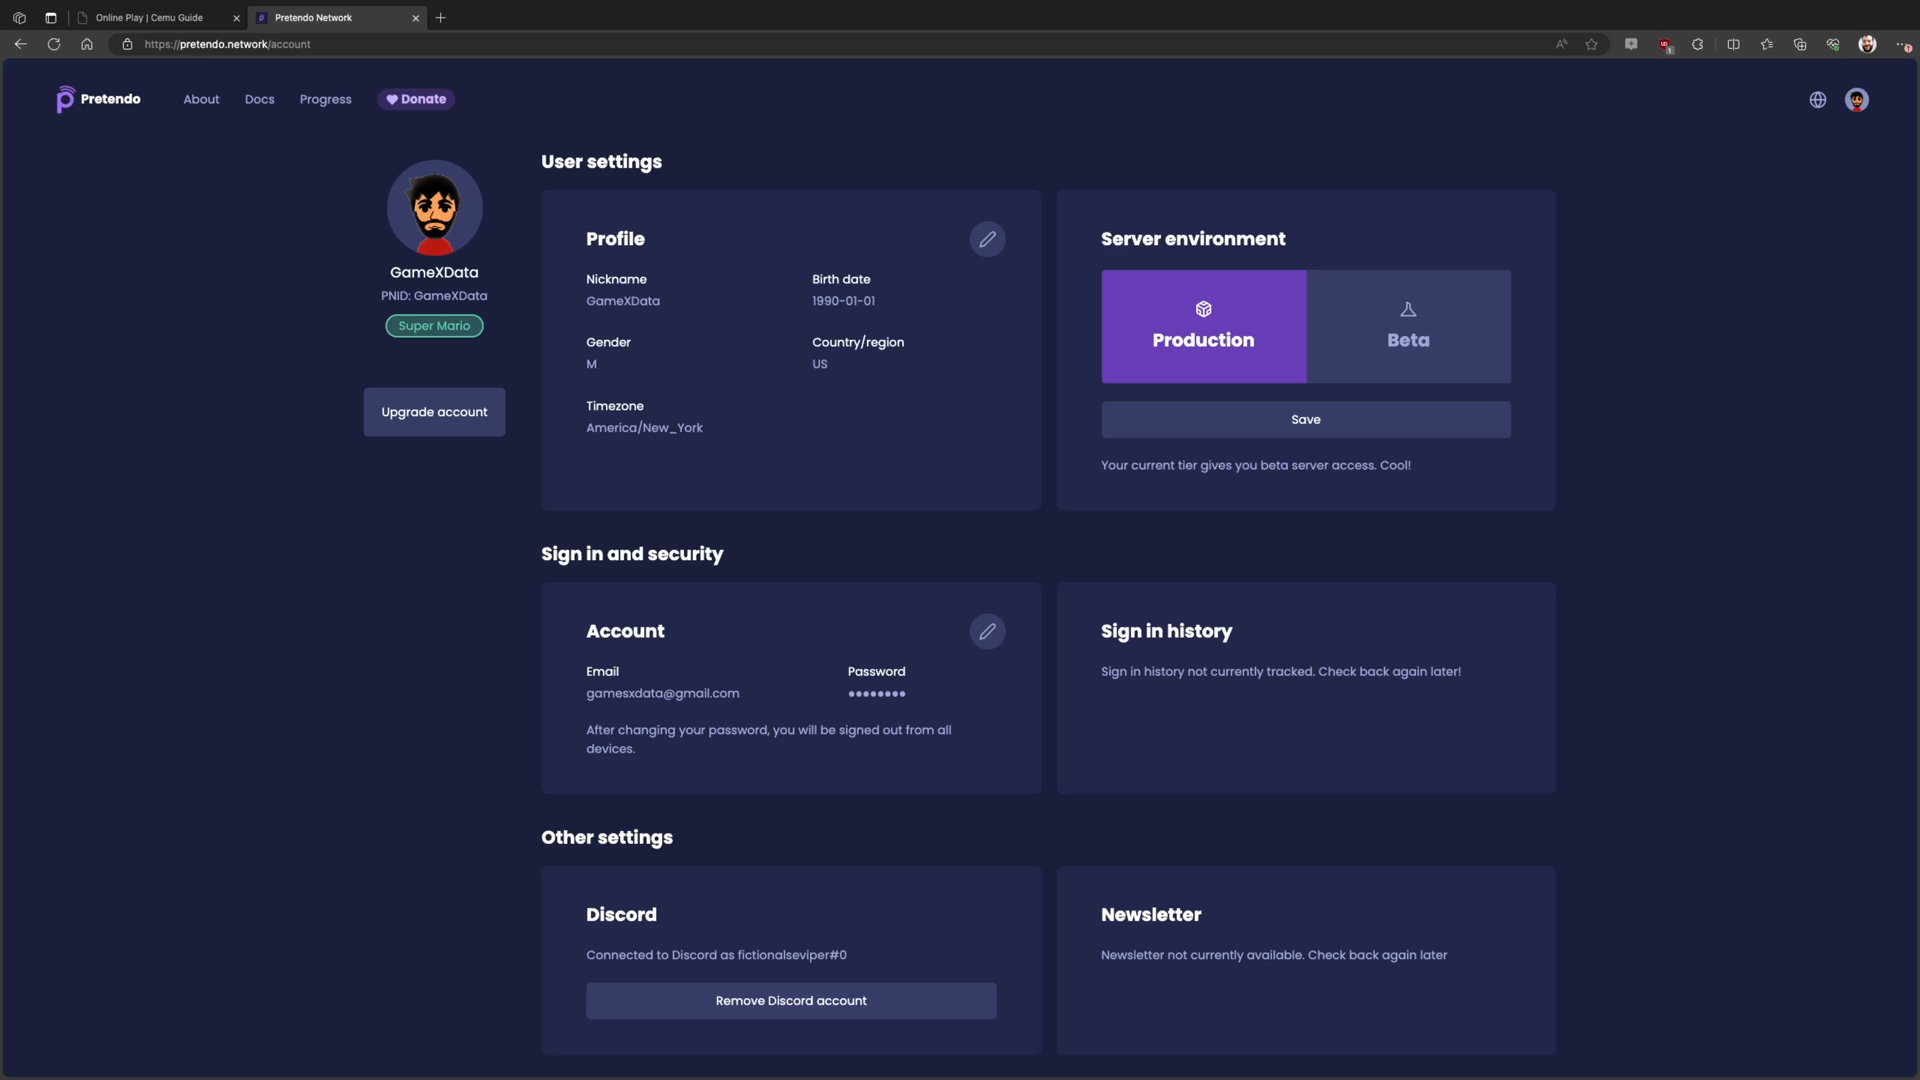 Online Play | Cemu Guide
Pretendo Network
https://pretendo.network/account
1
Pretendo
About
Docs
Progress
Donate
GameXData
PNID: GameXData
Super Mario
Upgrade account
User settings
Profile
Nickname
Birth date
GameXData
1990-01-01
Gender
Country/region
M
US
Timezone
America/New_York
Server environment
Production
Beta
Save
Your current tier gives you beta server access. Cool!
Sign in and security
Account
Email
Password
gamesxdata@gmail.com
●●●●●●●●
After changing your password, you will be signed out from all
devices.
Sign in history
Sign in history not currently tracked. Check back again later!
Other settings
Discord
Connected to Discord as fictionalseviper#0
Remove Discord account
Newsletter
Newsletter not currently available. Check back again later